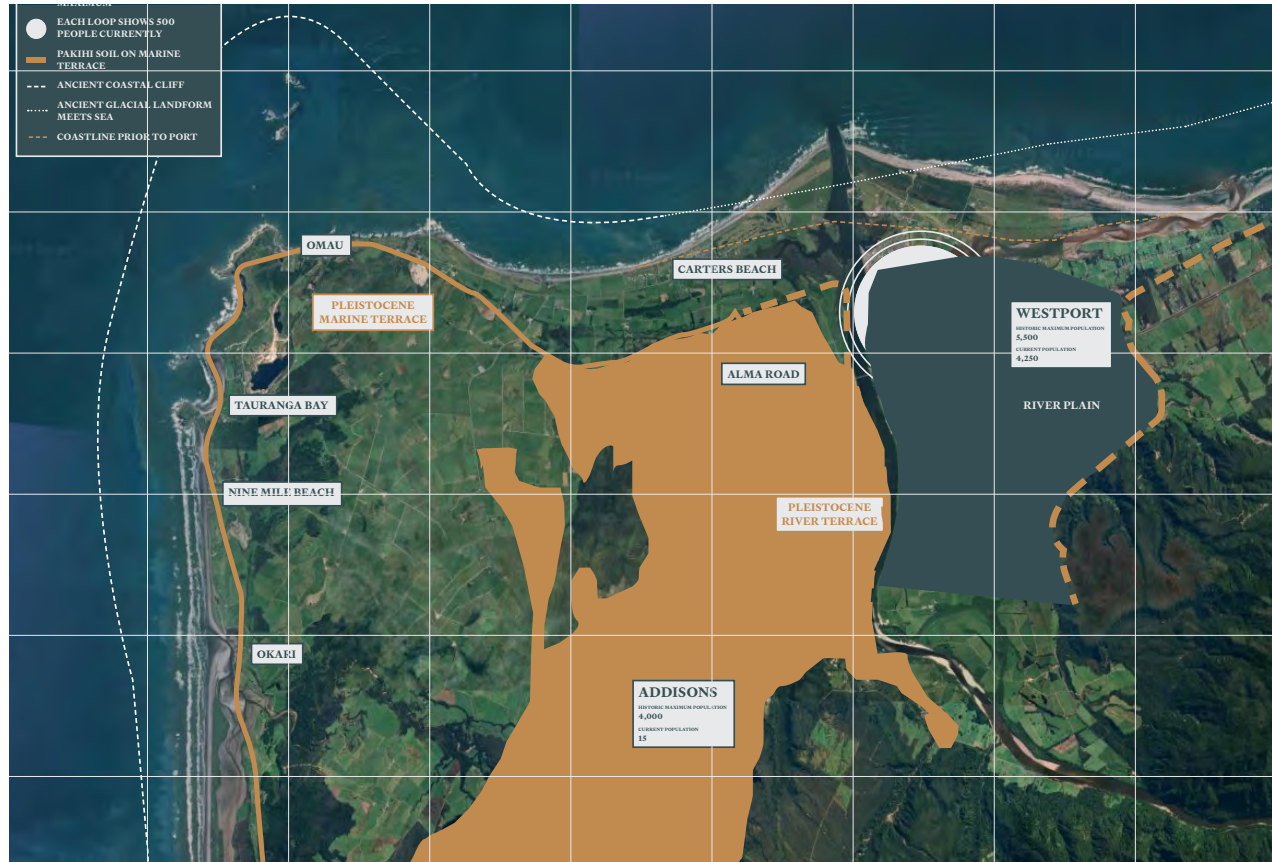 MAXIMUM
EACH LOOP SHOWS 500
PEOPLE CURRENTLY
PAKIHI SOIL ON MARINE
TERRACE
ANCIENT COASTAL CLIFF
ANCIENT GLACIAL LANDFORM
MEETS SEA
COASTLINE PRIOR TO PORT
OMAU
PLEISTOCENE
MARINE TERRACE
CARTERS BEACH
WESTPORT
HISTORIC MAXIMUM POPULATION
5,500
CURRENT POPULATION
4,250
ALMA ROAD
TAURANGA BAY
RIVER PLAIN
NINE MILE BEACH
PLEISTOCENE
RIVER TERRACE
OKARI
ADDISONS
HISTORIC MAXIMUM POPULATION
4,000
CURRENT POPULATION
15